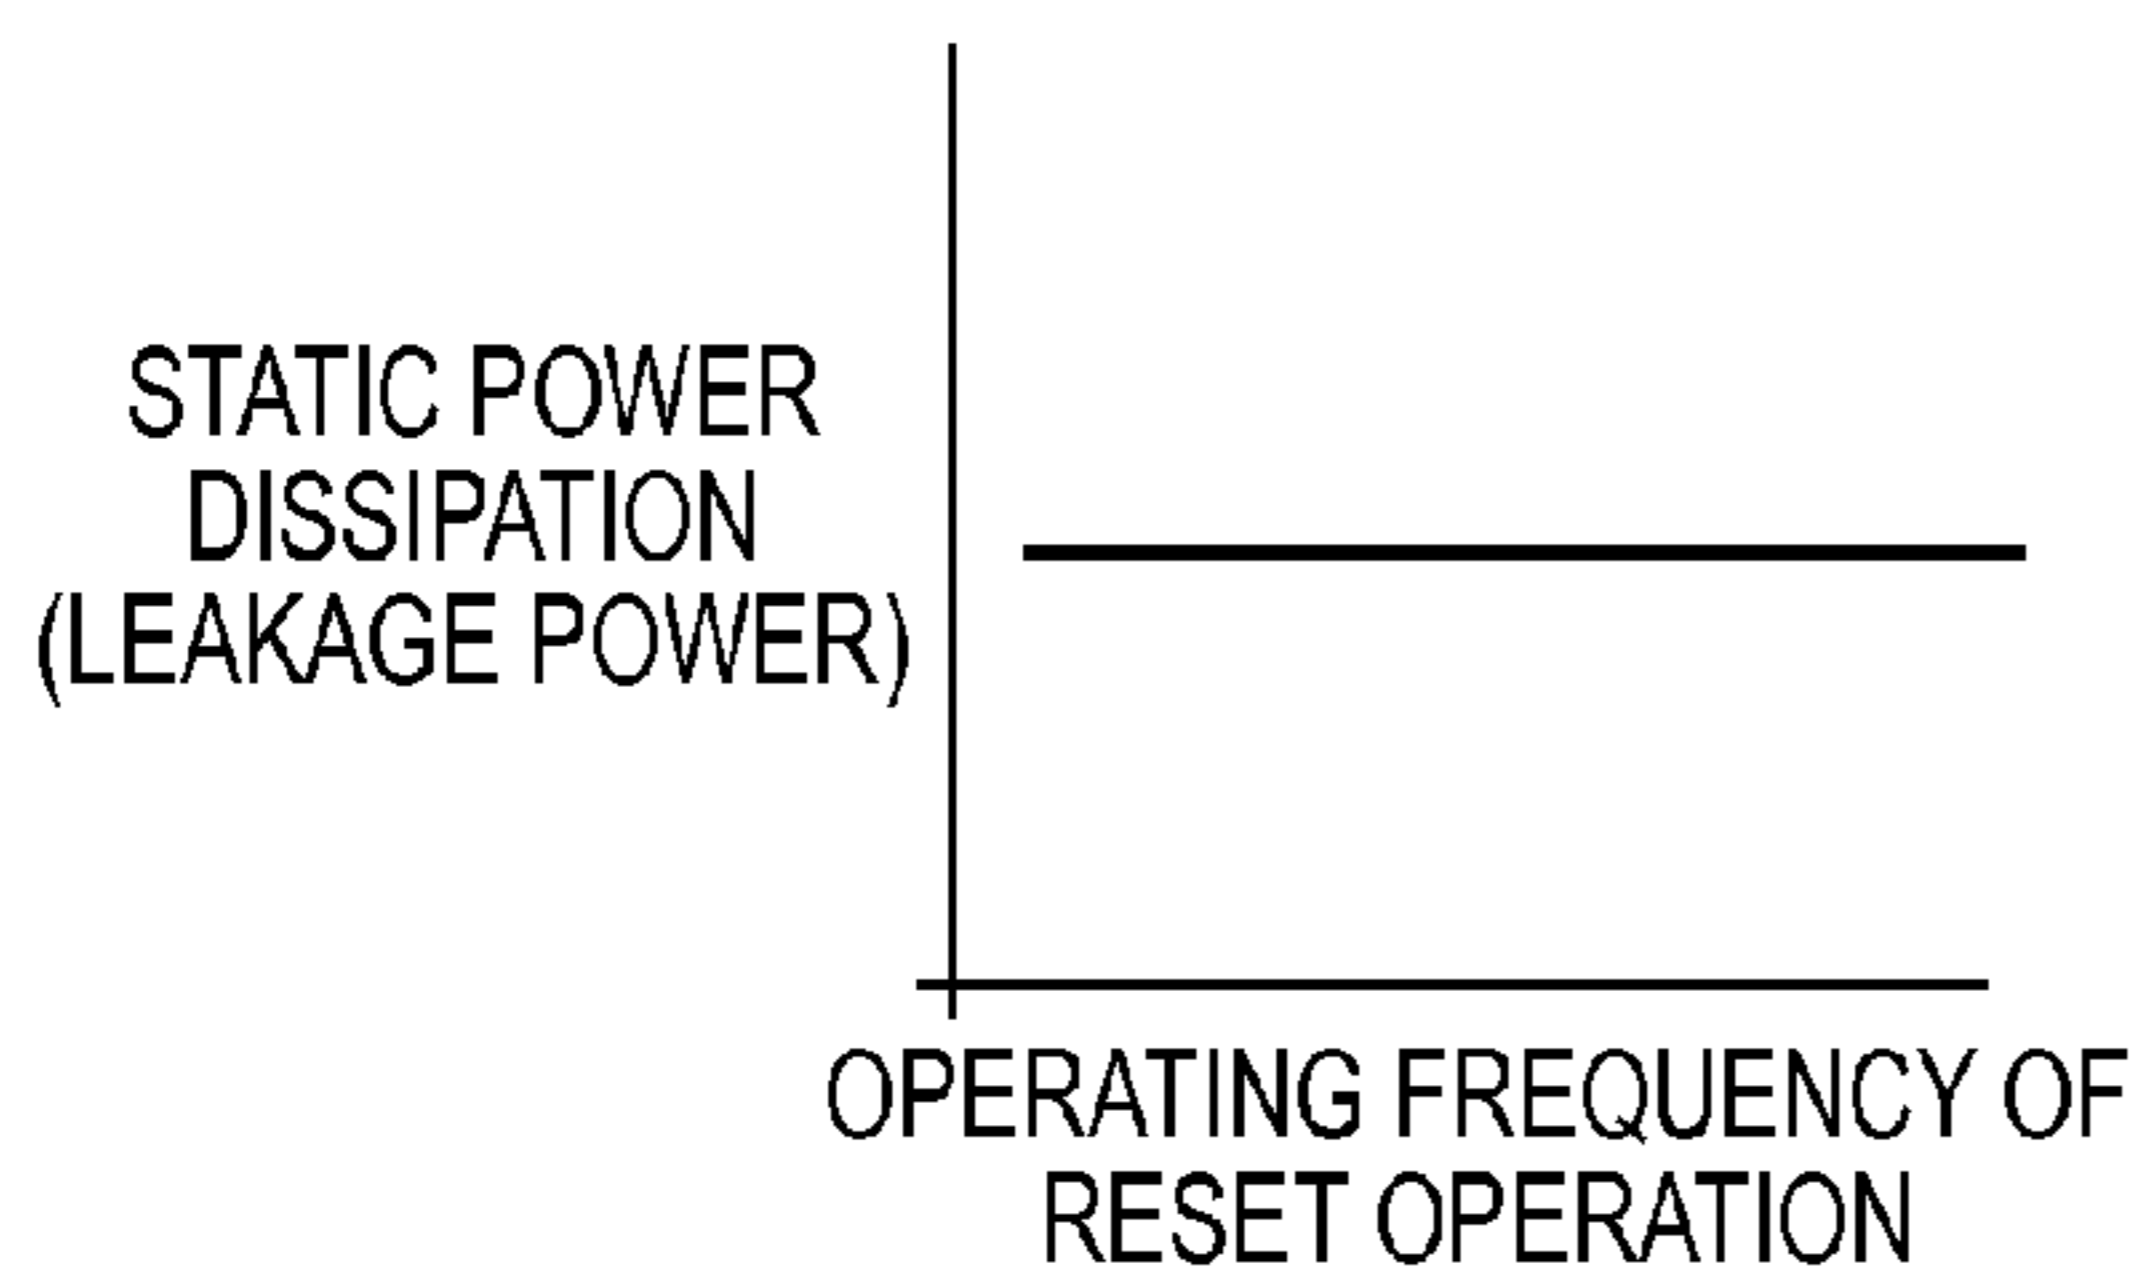 STATIC POWER
DISSIPATION
(LEAKAGE POWER)
OPERATING FREQUENCY OF
RESET OPERATION